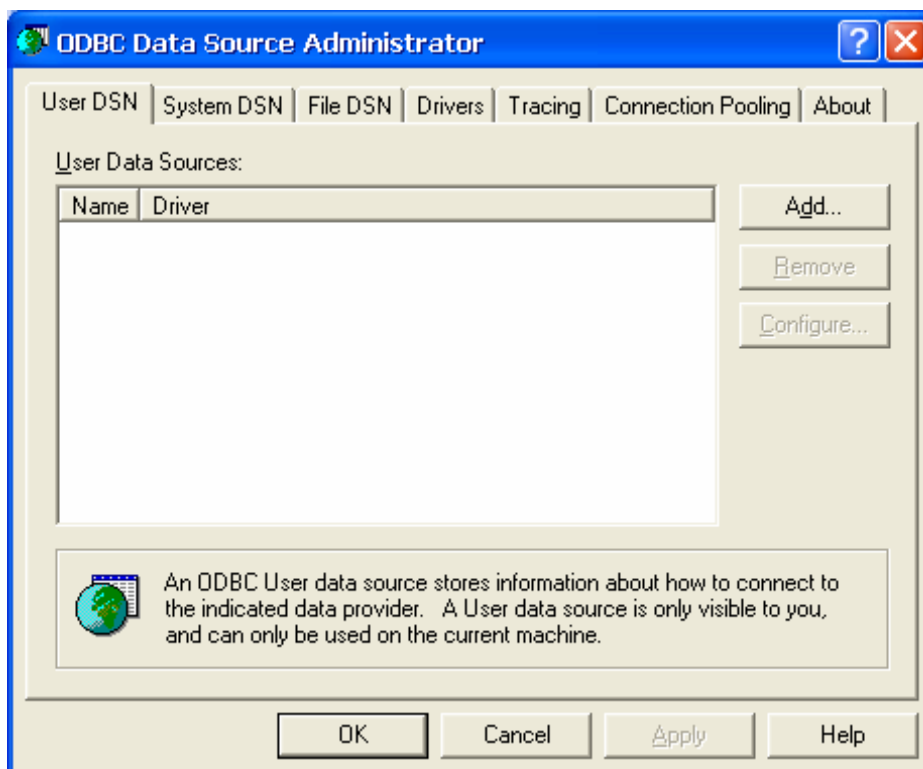 ODBC Data Source Administrator
User DSN System DSN File DSN Drivers Tracing Connection Pooling About
User Data Sources:
Name Driver
Add...
Remove
Configure...
An ODBC User data source stores information about how to connect to
the indicated data provider. A User data source is only visible to you,
and can only be used on the current machine.
OK Cancel Apply Help